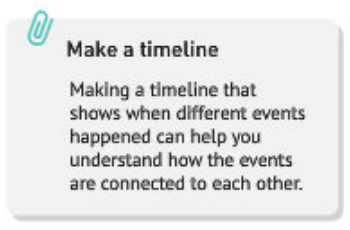 Make a timeline
Making a timeline that
shows when different events
happened can help you
understand how the events
are connected to each other.